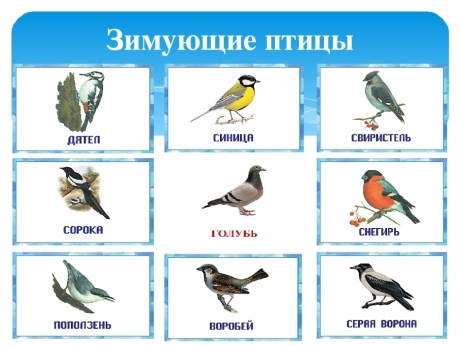 Зимующие птицы
ДЯТЕЛ
СИНИЦА
СВИРИСТЕЛЬ
СОРОКА
ГОЛУБЬ
СНЕГИРЬ
ПОПОЛЗЕНЬ
ВОРОБЕЙ
СЕРАЯ ВОРОНА